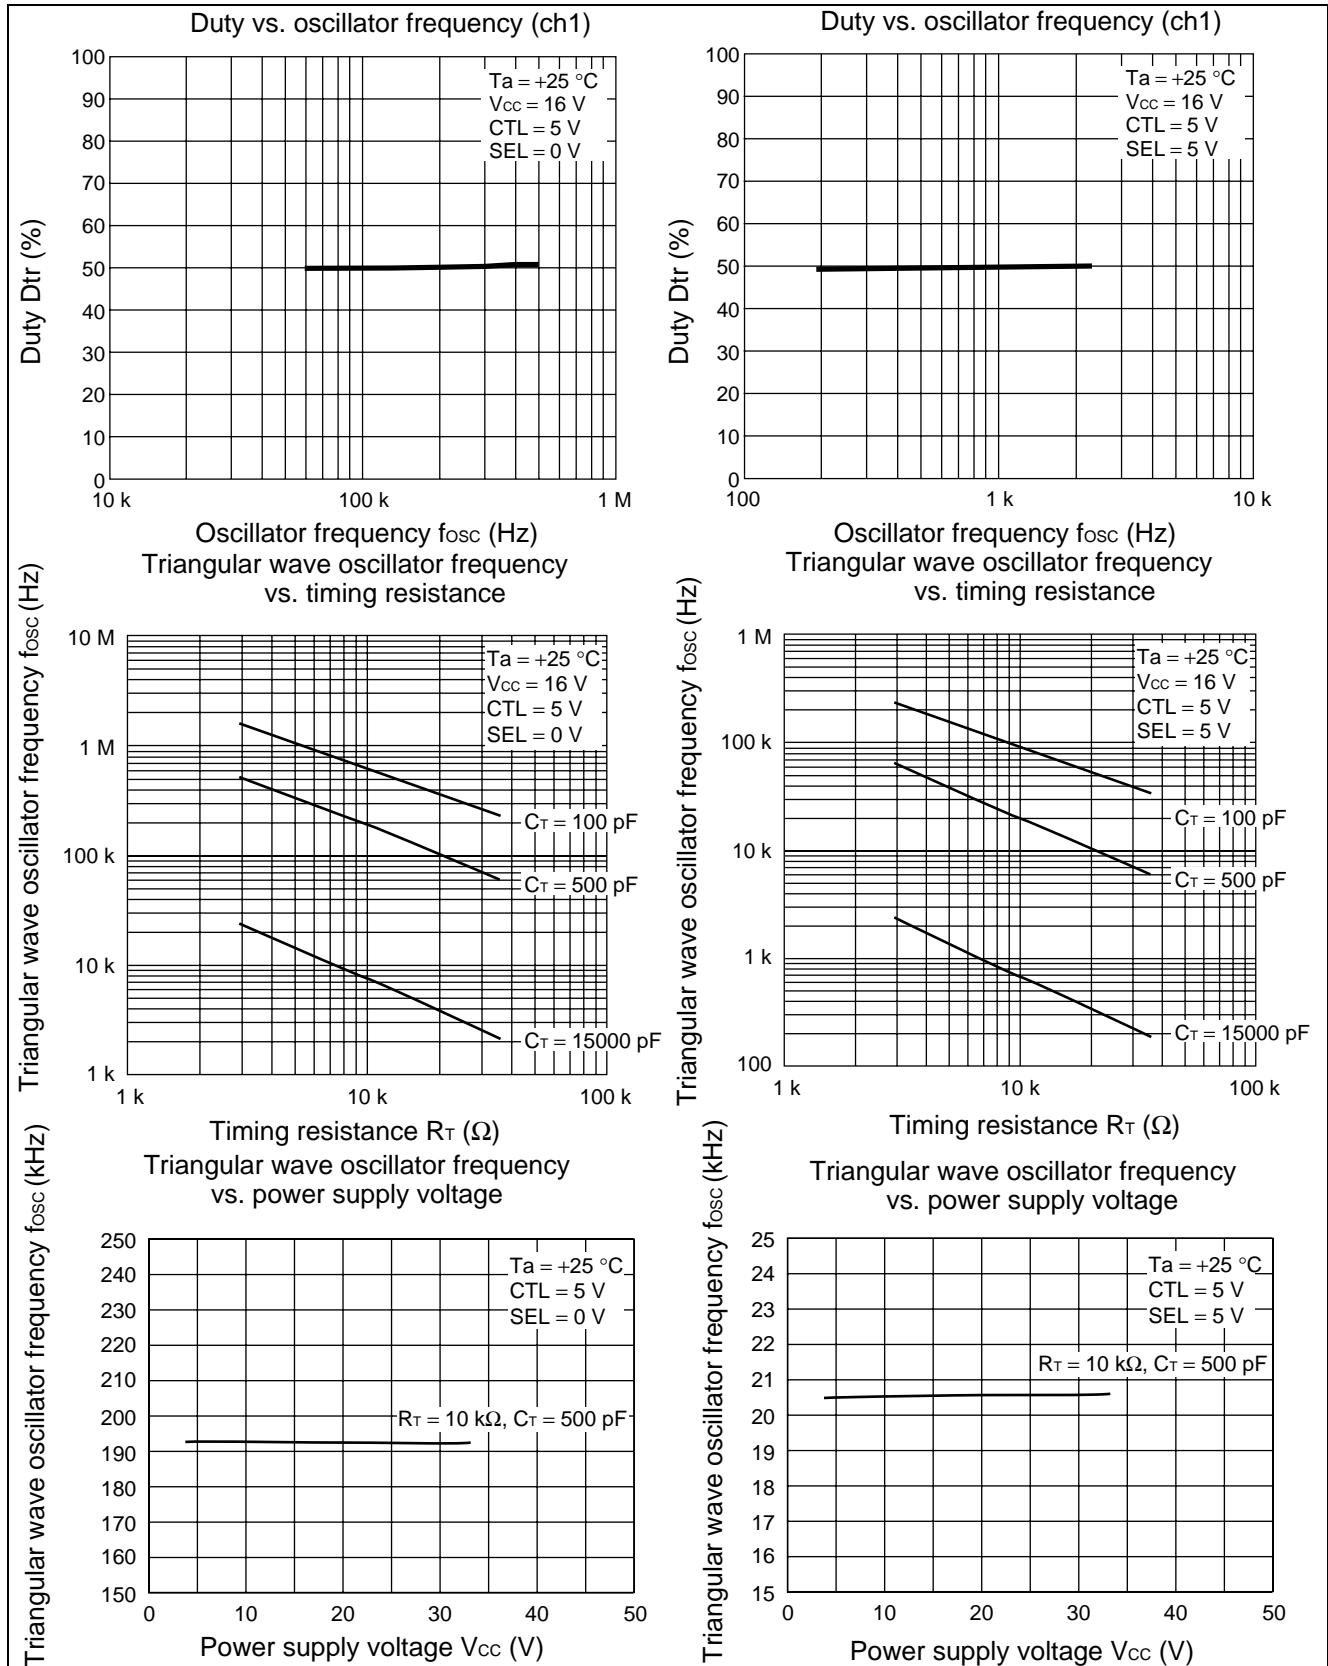 Duty vs. oscillator frequency (ch1)
Duty Dtr (%)
100
90
80
70
60
50
40
30
20
10
0
Ta = +25 °C
VCC = 16 V
CTL = 5 V
SEL = 0 V
10 k 100 k 1 M
Oscillator frequency fOSC (Hz)
Duty vs. oscillator frequency (ch1)
Duty Dtr (%)
100
90
80
70
60
50
40
30
20
10
0
Ta = +25 °C
VCC = 16 V
CTL = 5 V
SEL = 5 V
100 1 k 10 k
Oscillator frequency fOSC (Hz)
Triangular wave oscillator frequency
vs. timing resistance
Triangular wave oscillator frequency fOSC (Hz)
10 M
1 M
100 k
10 k
1 k
Ta = +25 °C
VCC = 16 V
CTL = 5 V
SEL = 0 V
CT = 100 pF
CT = 500 pF
CT = 15000 pF
1 k 10 k 100 k
Timing resistance RT (Ω)
Triangular wave oscillator frequency
vs. timing resistance
Triangular wave oscillator frequency fOSC (Hz)
1 M
100 k
10 k
1 k
100
Ta = +25 °C
VCC = 16 V
CTL = 5 V
SEL = 5 V
CT = 100 pF
CT = 500 pF
CT = 15000 pF
1 k 10 k 100 k
Timing resistance RT (Ω)
Triangular wave oscillator frequency
vs. power supply voltage
Triangular wave oscillator frequency fOSC (kHz)
250
240
230
220
210
200
190
180
170
160
150
Ta = +25 °C
CTL = 5 V
SEL = 0 V
RT = 10 kΩ, CT = 500 pF
0 10 20 30 40 50
Power supply voltage VCC (V)
Triangular wave oscillator frequency
vs. power supply voltage
Triangular wave oscillator frequency fOSC (kHz)
25
24
23
22
21
20
19
18
17
16
15
Ta = +25 °C
CTL = 5 V
SEL = 5 V
RT = 10 kΩ, CT = 500 pF
0 10 20 30 40 50
Power supply voltage VCC (V)